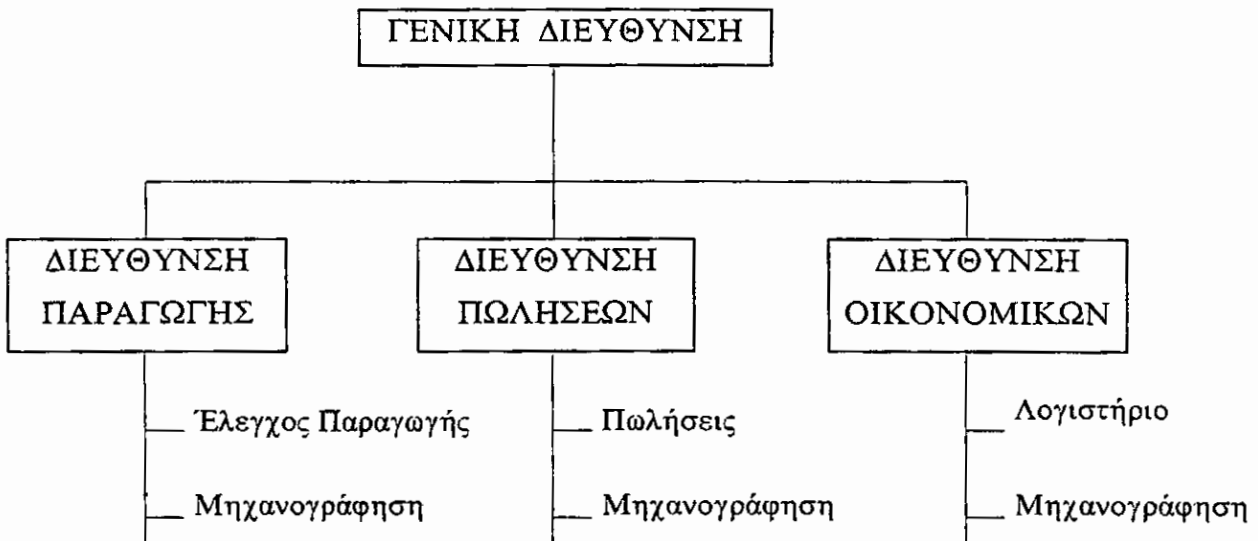 ΓΕΝΙΚΗ ΔΙΕΥΘΥΝΣΗ
ΔΙΕΥΘΥΝΣΗ
ΠΑΡΑΓΩΓΗΣ
ΔΙΕΥΘΥΝΣΗ
ΠΩΛΗΣΕΩΝ
ΔΙΕΥΘΥΝΣΗ
ΟΙΚΟΝΟΜΙΚΩΝ
Έλεγχος Παραγωγής
Πωλήσεις
Λογιστήριο
Μηχανογράφηση
Μηχανογράφηση
Μηχανογράφηση